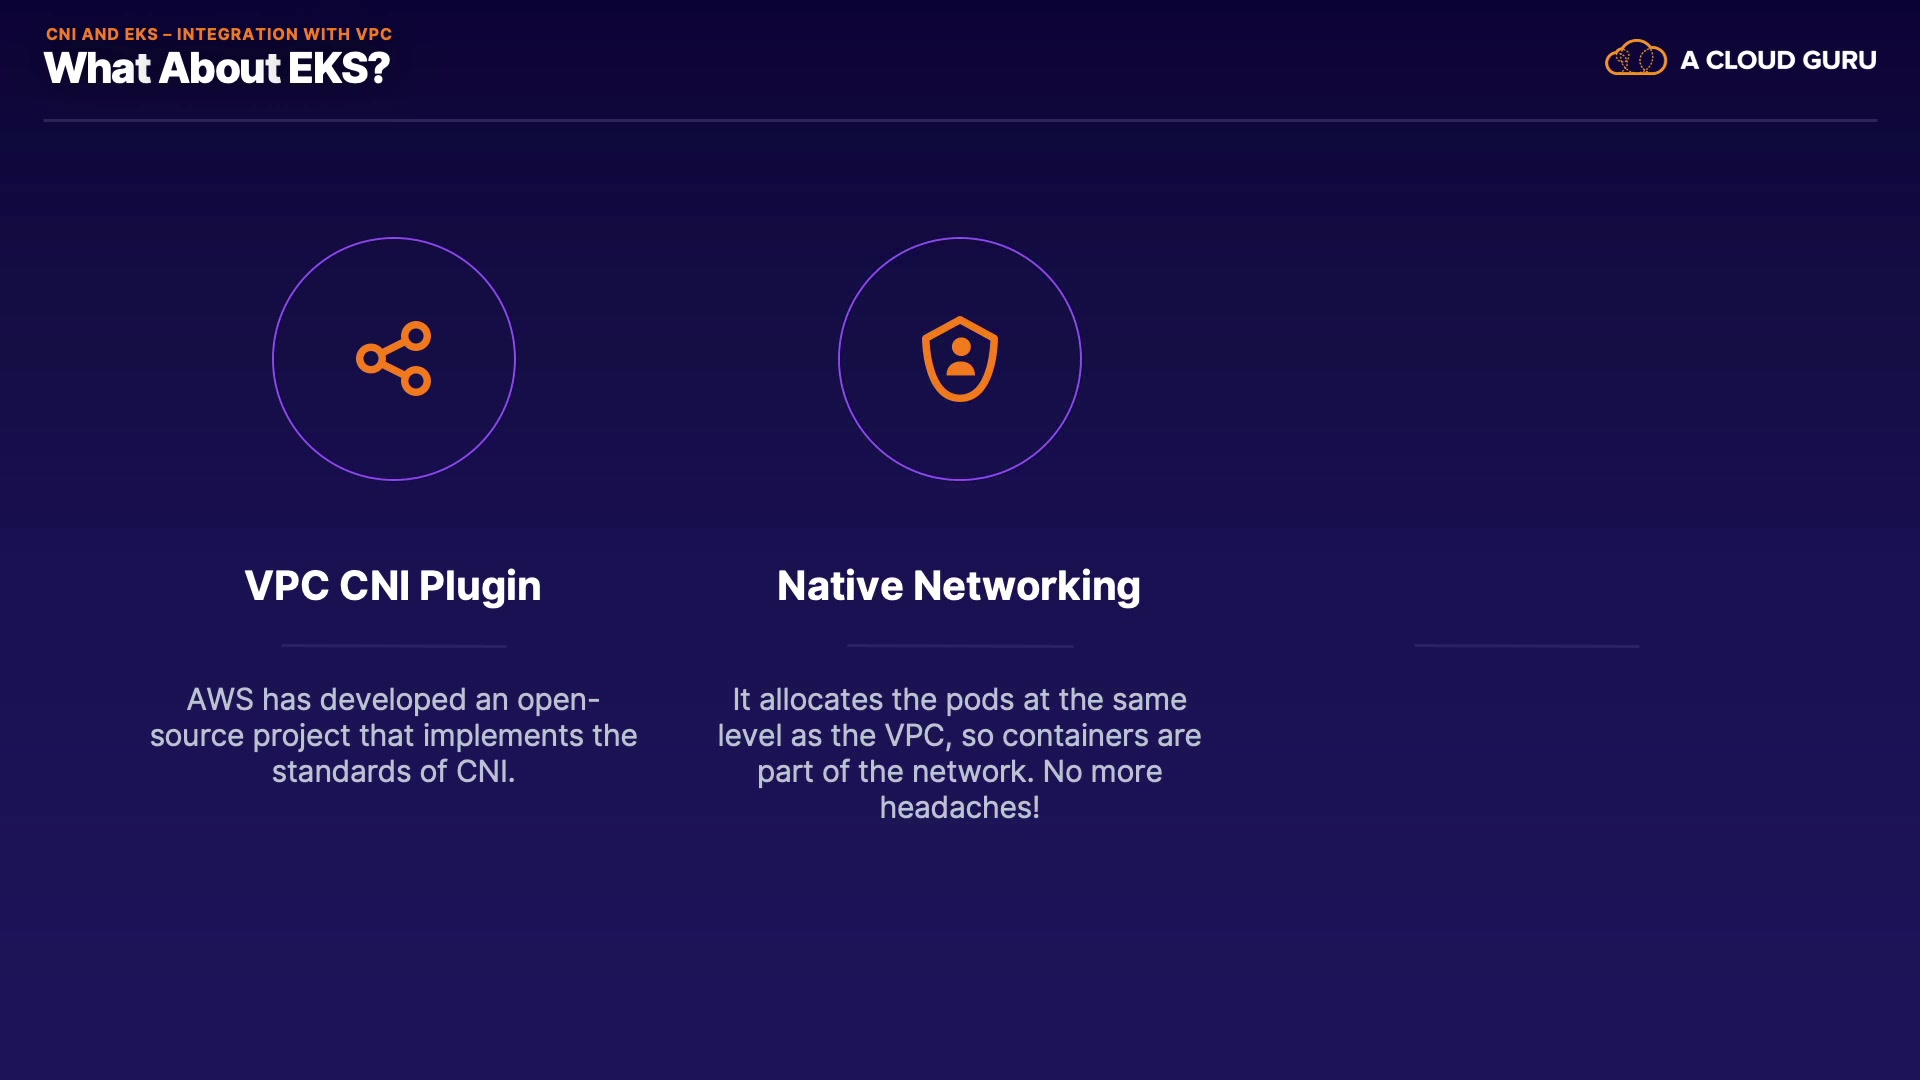 CNI AND EKS – INTEGRATION WITH VPC
What About EKS?
A CLOUD GURU
VPC CNI Plugin
AWS has developed an open-
source project that implements the
standards of CNI.
Native Networking
It allocates the pods at the same
level as the VPC, so containers are
part of the network. No more
headaches!